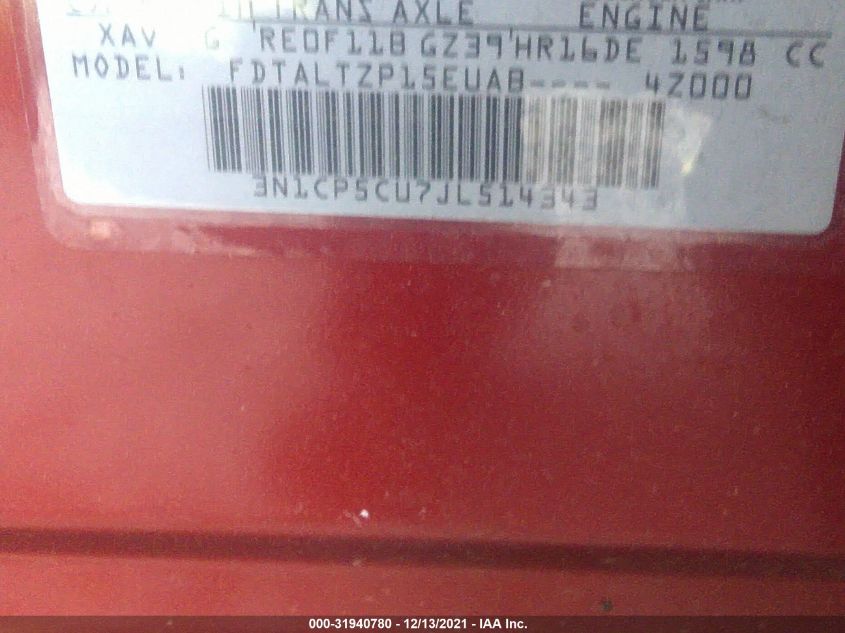 TRANS AXLE ENGINE
XAV G RE0F11B GZ39 HR16DE 1598 CC
MODEL: FDTALTZP15EUAB---- 4Z000
3N1CP5CU7JL514343
000-31940780 - 12/13/2021 - IAA Inc.